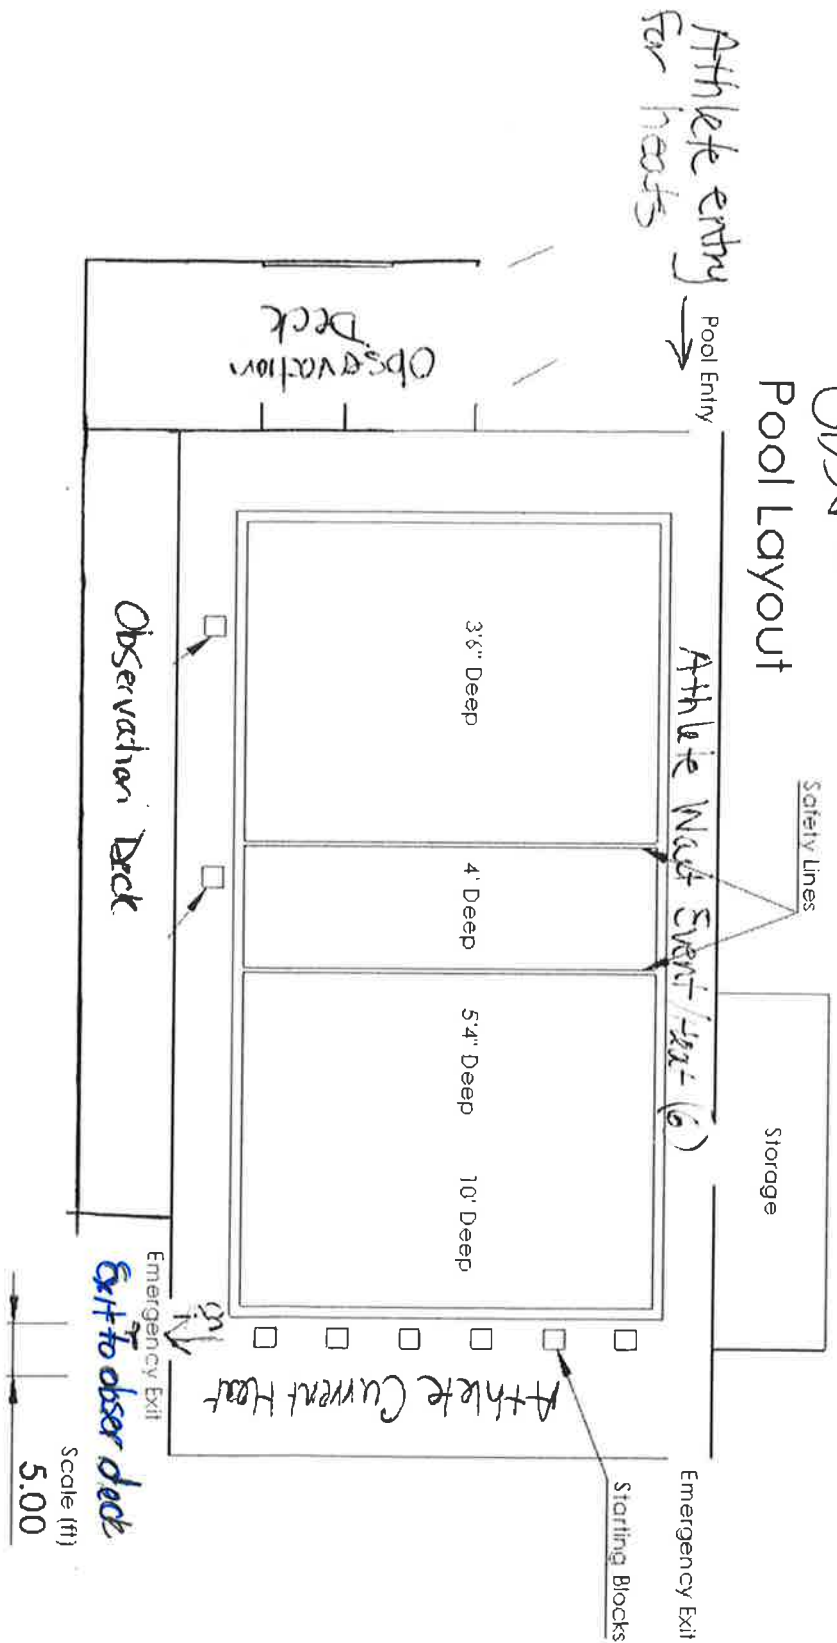 Pool Layout
Athlete entry
for heats
Pool Entry
Observation
Deck
Safety Lines
Storage
Athlete Wait Event / Heat (6)
3'6" Deep
4' Deep
5'4" Deep
10' Deep
Observation Deck
Athlete Current Heat
Emergency Exit
Starting Blocks
Emergency Exit
Exit to obser deck
Scale (ft)
5.00